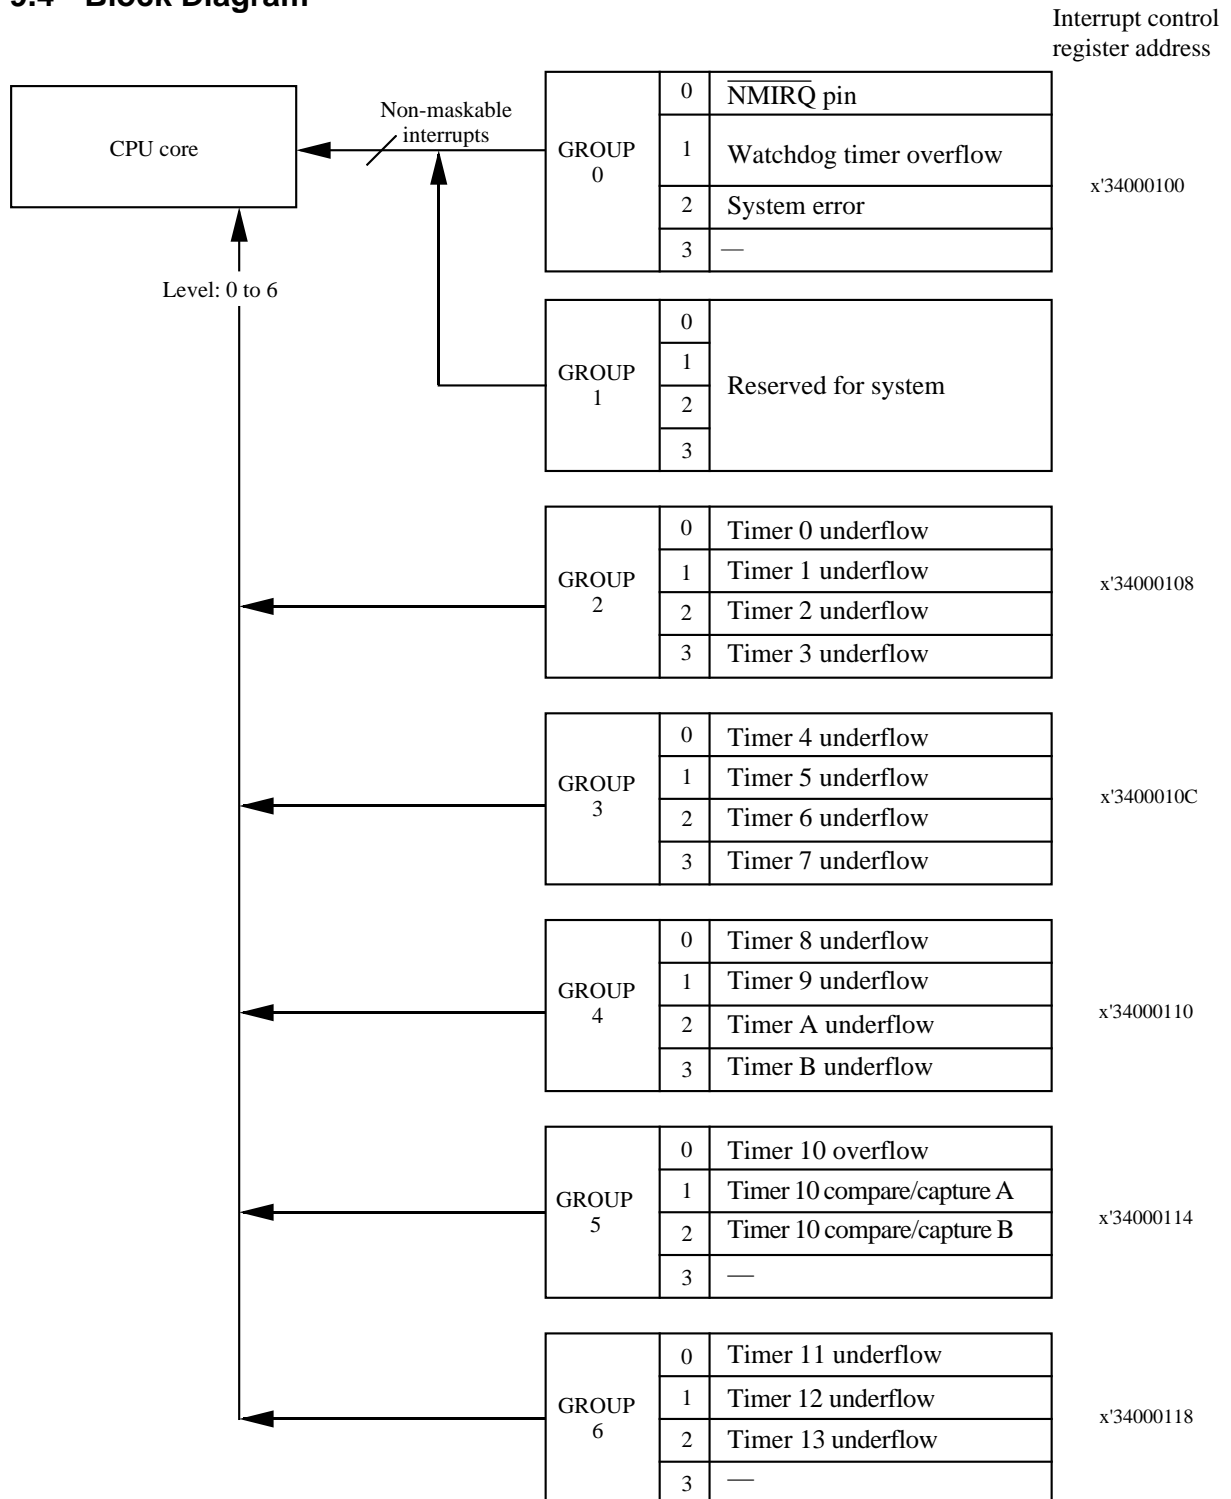 9.4 Block Diagram
Interrupt control
register address
CPU core
Non-maskable
interrupts
Level: 0 to 6
GROUP
0
0 NMIRQ pin
1 Watchdog timer overflow
2 System error
3 —
x'34000100
GROUP
1
0
1
2
3
Reserved for system
GROUP
2
0 Timer 0 underflow
1 Timer 1 underflow
2 Timer 2 underflow
3 Timer 3 underflow
x'34000108
GROUP
3
0 Timer 4 underflow
1 Timer 5 underflow
2 Timer 6 underflow
3 Timer 7 underflow
x'3400010C
GROUP
4
0 Timer 8 underflow
1 Timer 9 underflow
2 Timer A underflow
3 Timer B underflow
x'34000110
GROUP
5
0 Timer 10 overflow
1 Timer 10 compare/capture A
2 Timer 10 compare/capture B
3 —
x'34000114
GROUP
6
0 Timer 11 underflow
1 Timer 12 underflow
2 Timer 13 underflow
3 —
x'34000118